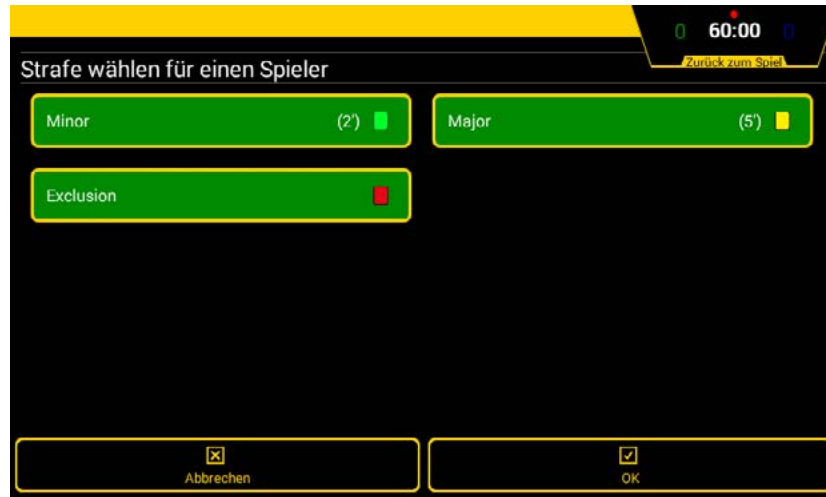 0 60:00 0
Zurück zum Spiel
Strafe wählen für einen Spieler
Minor (2')
Major (5')
Exclusion
Abbrechen
OK